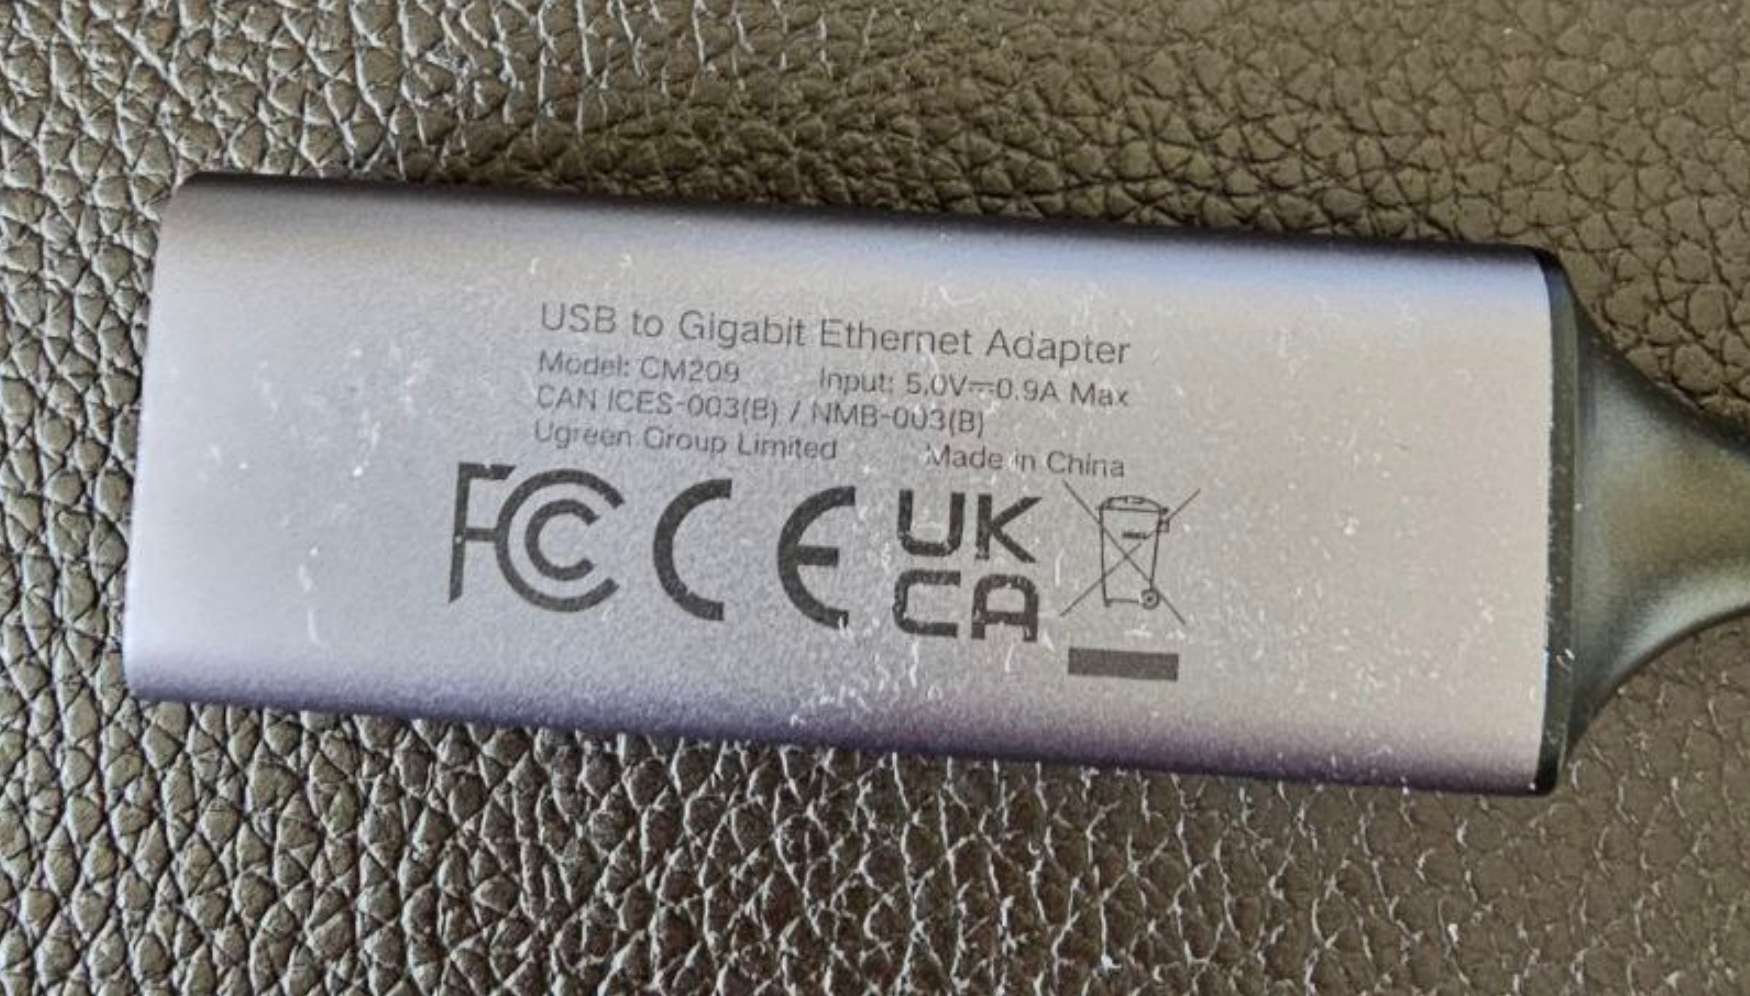 USB to Gigabit Ethernet Adapter
Model: CM209 Input: 5.0V⎓0.9A Max
CAN ICES-003(B) / NMB-003(B)
Ugreen Group Limited Made in China
FC CE UK
CA